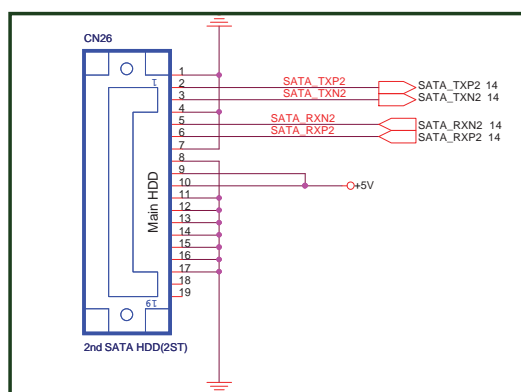 CN26
1
1
2 SATA_TXP2 SATA_TXP2 14
3 SATA_TXN2 SATA_TXN2 14
4
5 SATA_RXN2 SATA_RXN2 14
6 SATA_RXP2 SATA_RXP2 14
7
8
9
10 +5V
11
12
13
14
15
16
17
18
19
19
Main HDD
2nd SATA HDD(2ST)